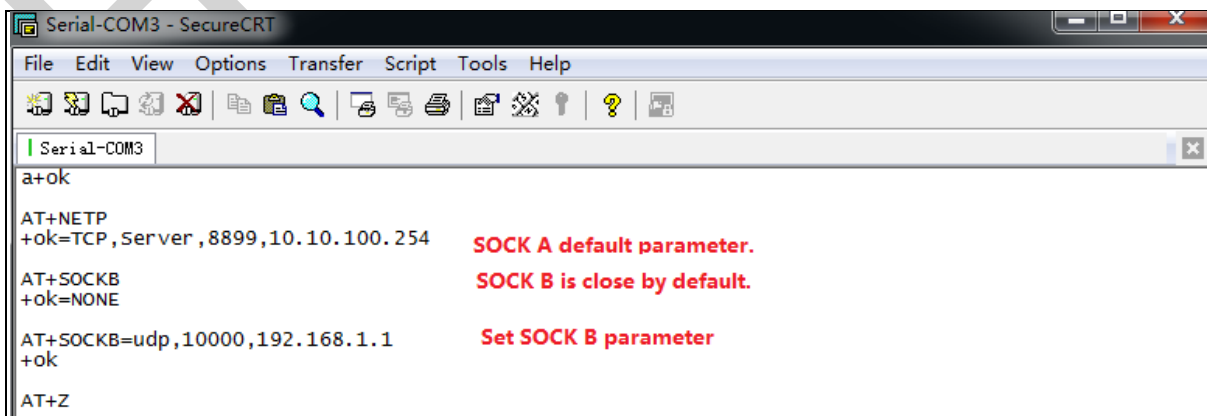 Serial-COM3 - SecureCRT
File Edit View Options Transfer Script Tools Help
Serial-COM3
a+ok
AT+NETP
+ok=TCP,Server,8899,10.10.100.254 SOCK A default parameter.
AT+SOCKB SOCK B is close by default.
+ok=NONE
AT+SOCKB=udp,10000,192.168.1.1 Set SOCK B parameter
+ok
AT+Z